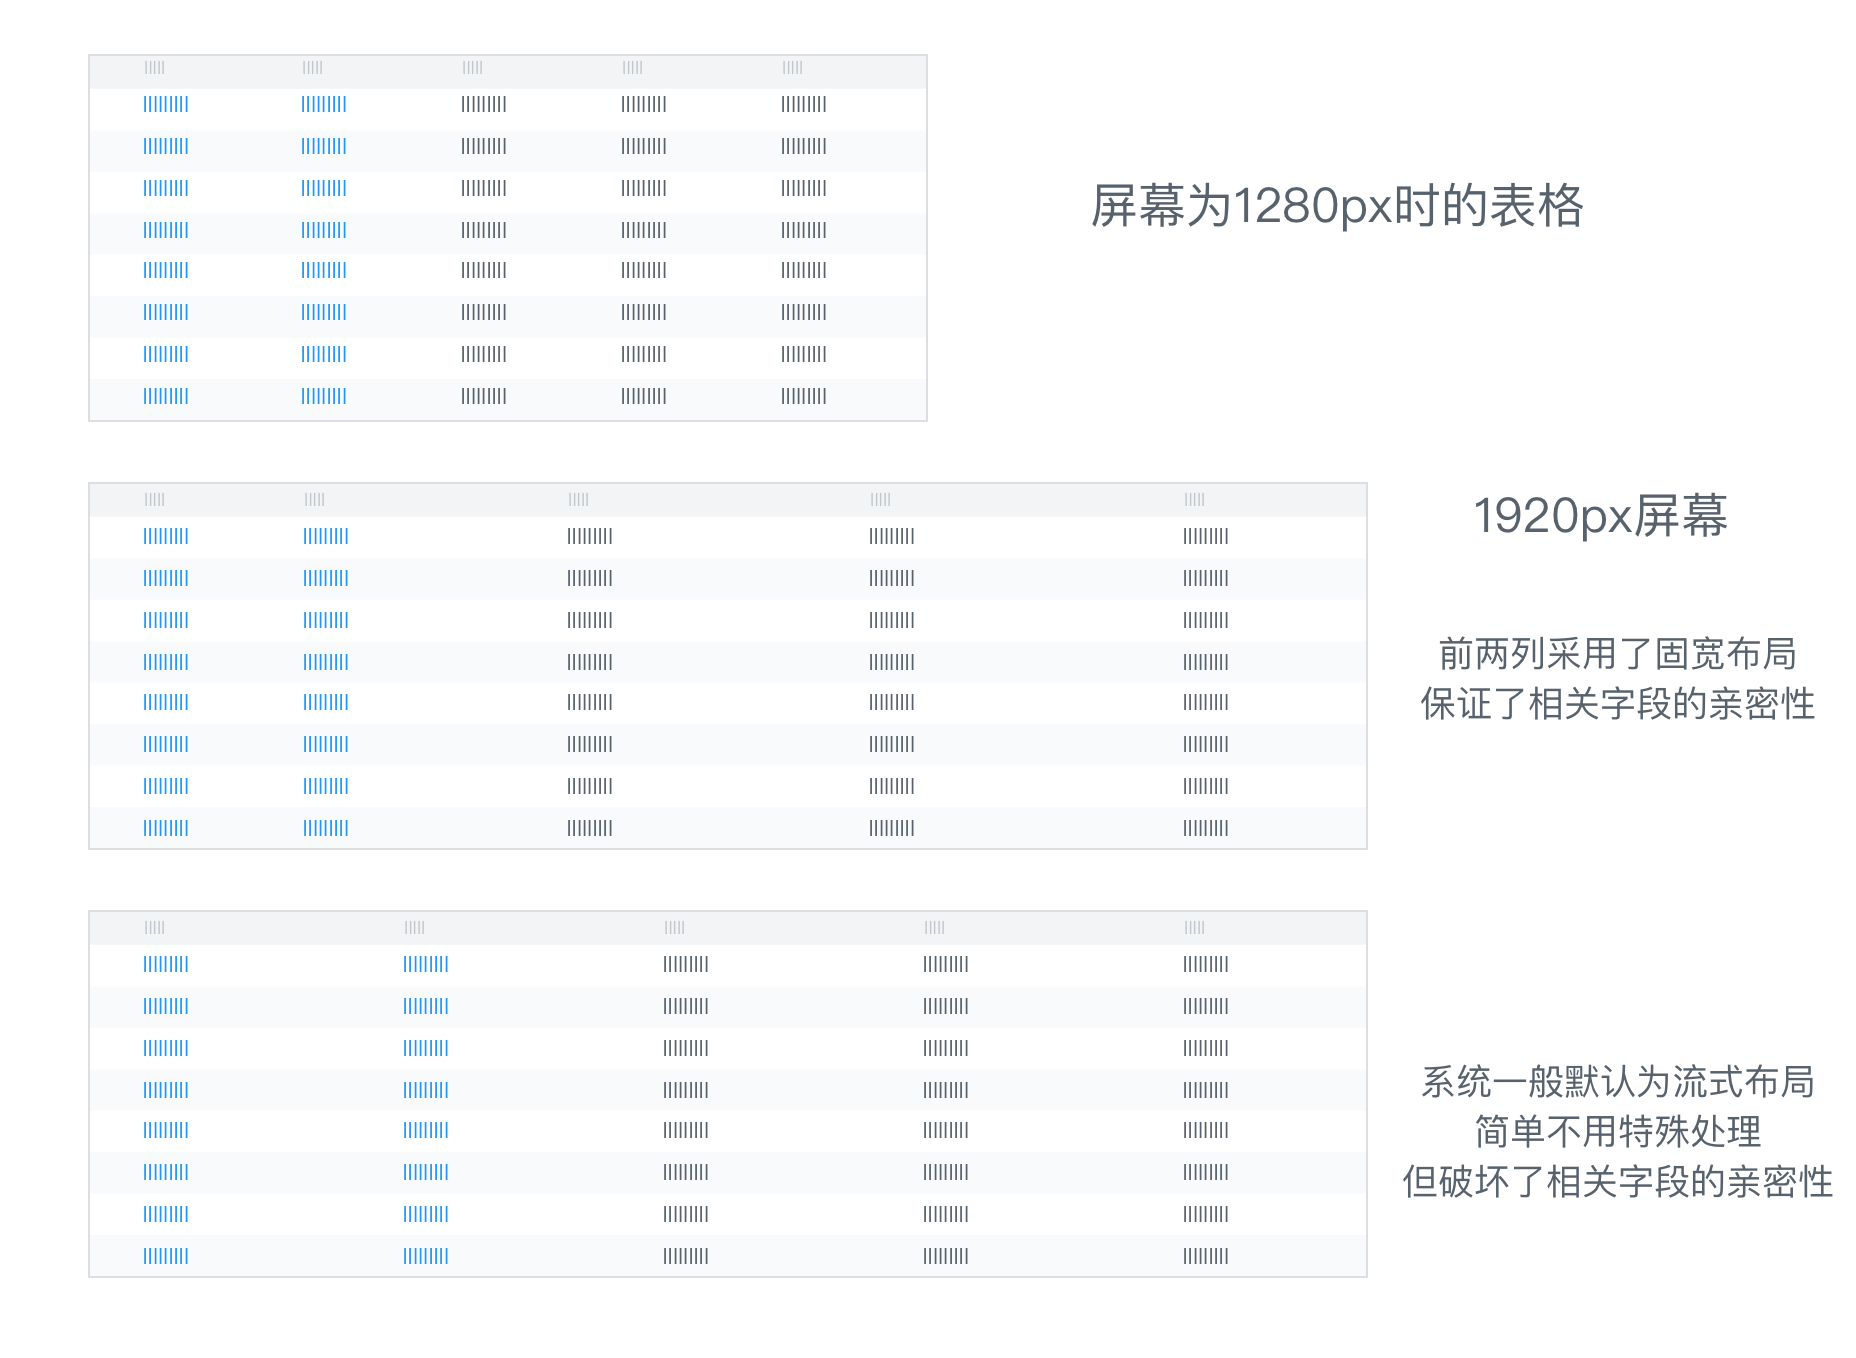 屏幕为1280px时的表格
1920px屏幕
前两列采用了固宽布局
保证了相关字段的亲密性
系统一般默认为流式布局
简单不用特殊处理
但破坏了相关字段的亲密性